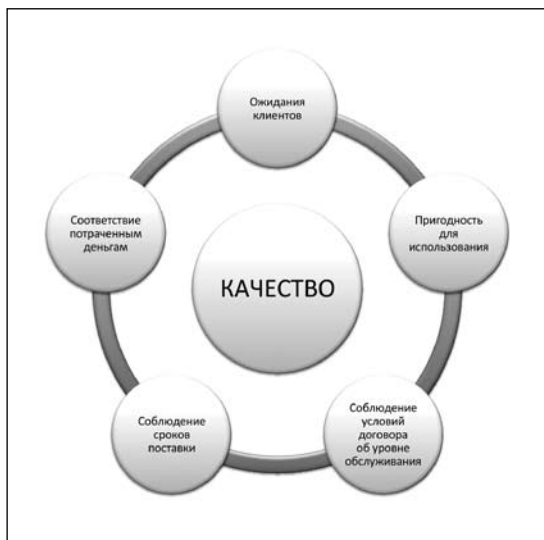 Ожидания
клиентов
Соответствие
потраченным
деньгам
Пригодность
для
использования
КАЧЕСТВО
Соблюдение
сроков
поставки
Соблюдение
условий
договора
об уровне
обслуживания